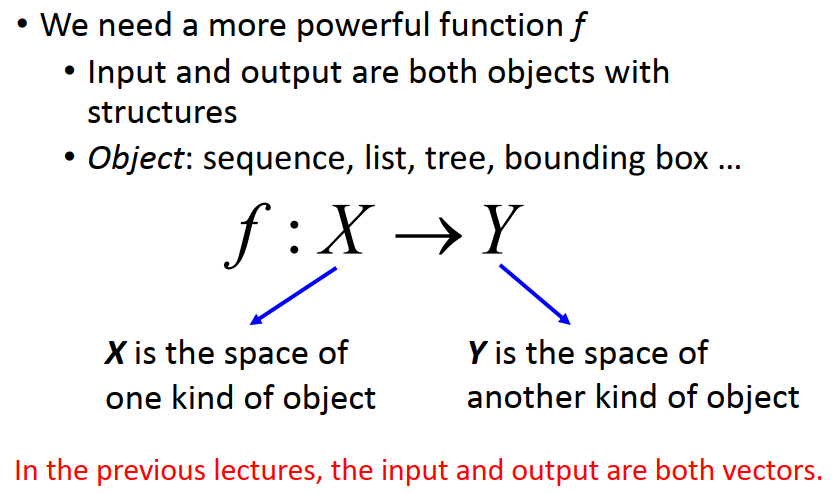 • We need a more powerful function f
• Input and output are both objects with
structures
• Object: sequence, list, tree, bounding box ...
f : X → Y
X is the space of
one kind of object
Y is the space of
another kind of object
In the previous lectures, the input and output are both vectors.